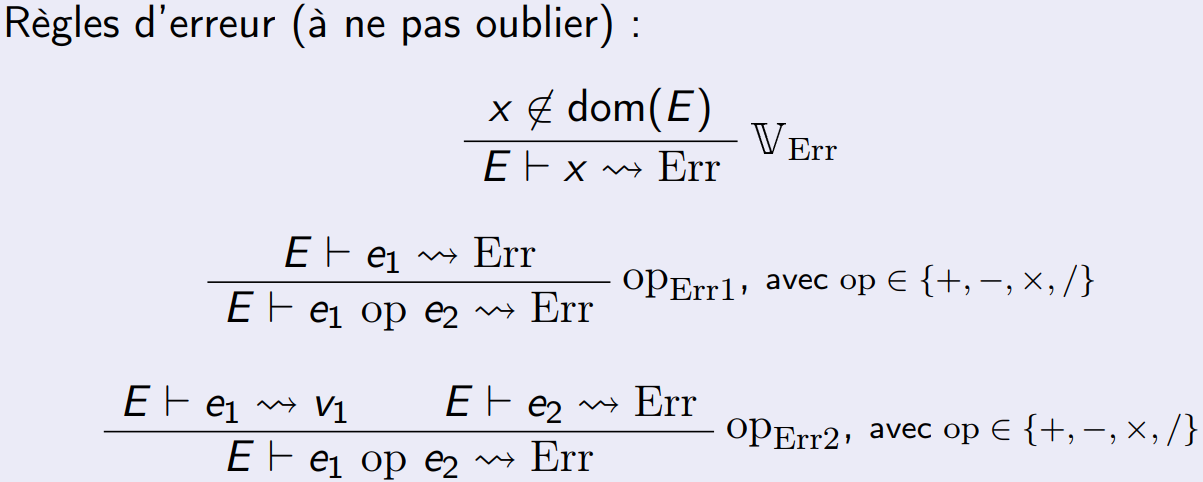 Règles d'erreur (à ne pas oublier) :
x ∉ dom(E)
E ⊢ x ⇝ Err
𝕍Err
E ⊢ e1 ⇝ Err
E ⊢ e1 op e2 ⇝ Err
opErr1, avec op ∈ {+, −, ×, /}
E ⊢ e1 ⇝ v1 E ⊢ e2 ⇝ Err
E ⊢ e1 op e2 ⇝ Err
opErr2, avec op ∈ {+, −, ×, /}